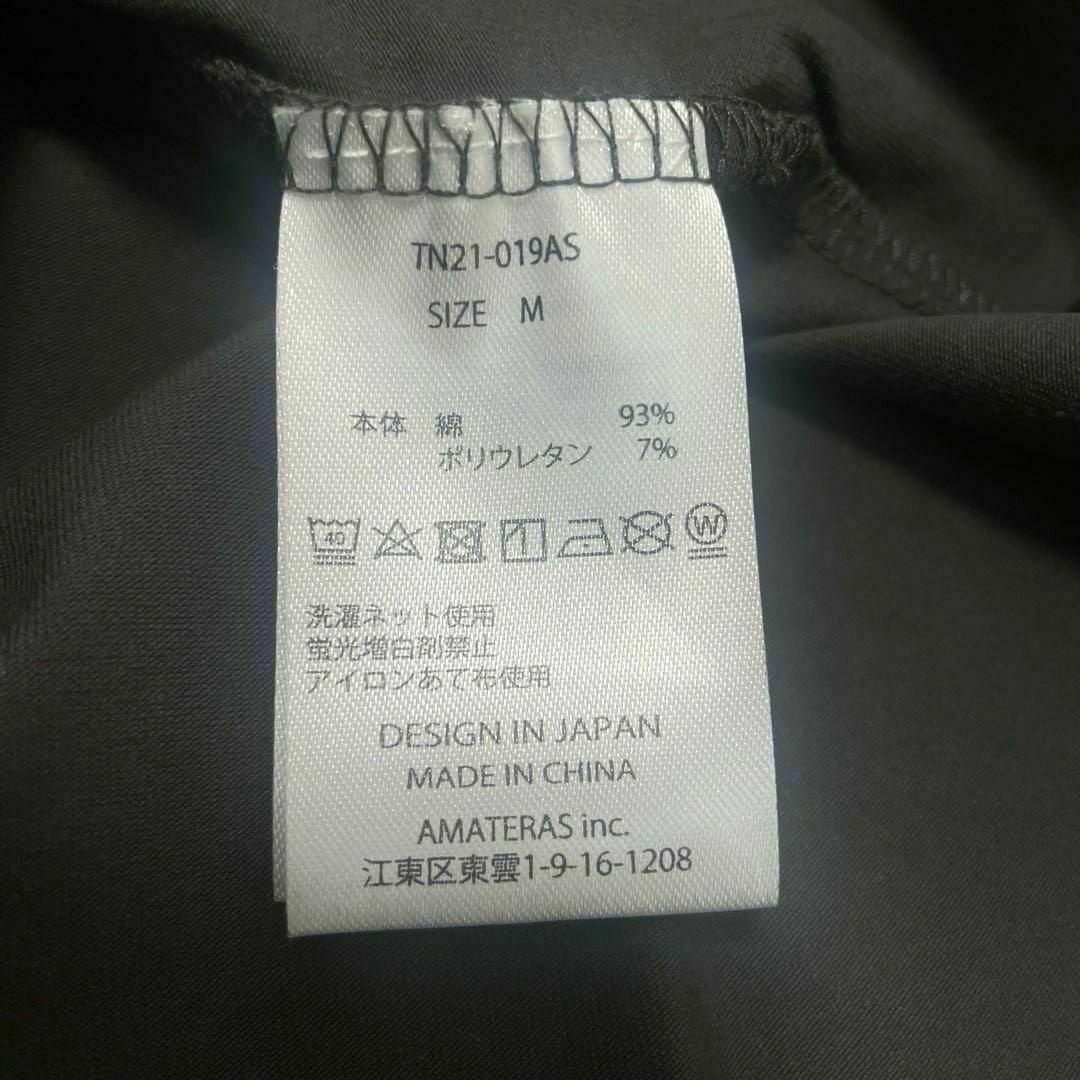 TN21-019AS
SIZE M
本体 綿 93%
ポリウレタン 7%
40 1 W
洗濯ネット使用
蛍光増白剤禁止
アイロンあて布使用
DESIGN IN JAPAN
MADE IN CHINA
AMATERAS inc.
江東区東雲1-9-16-1208